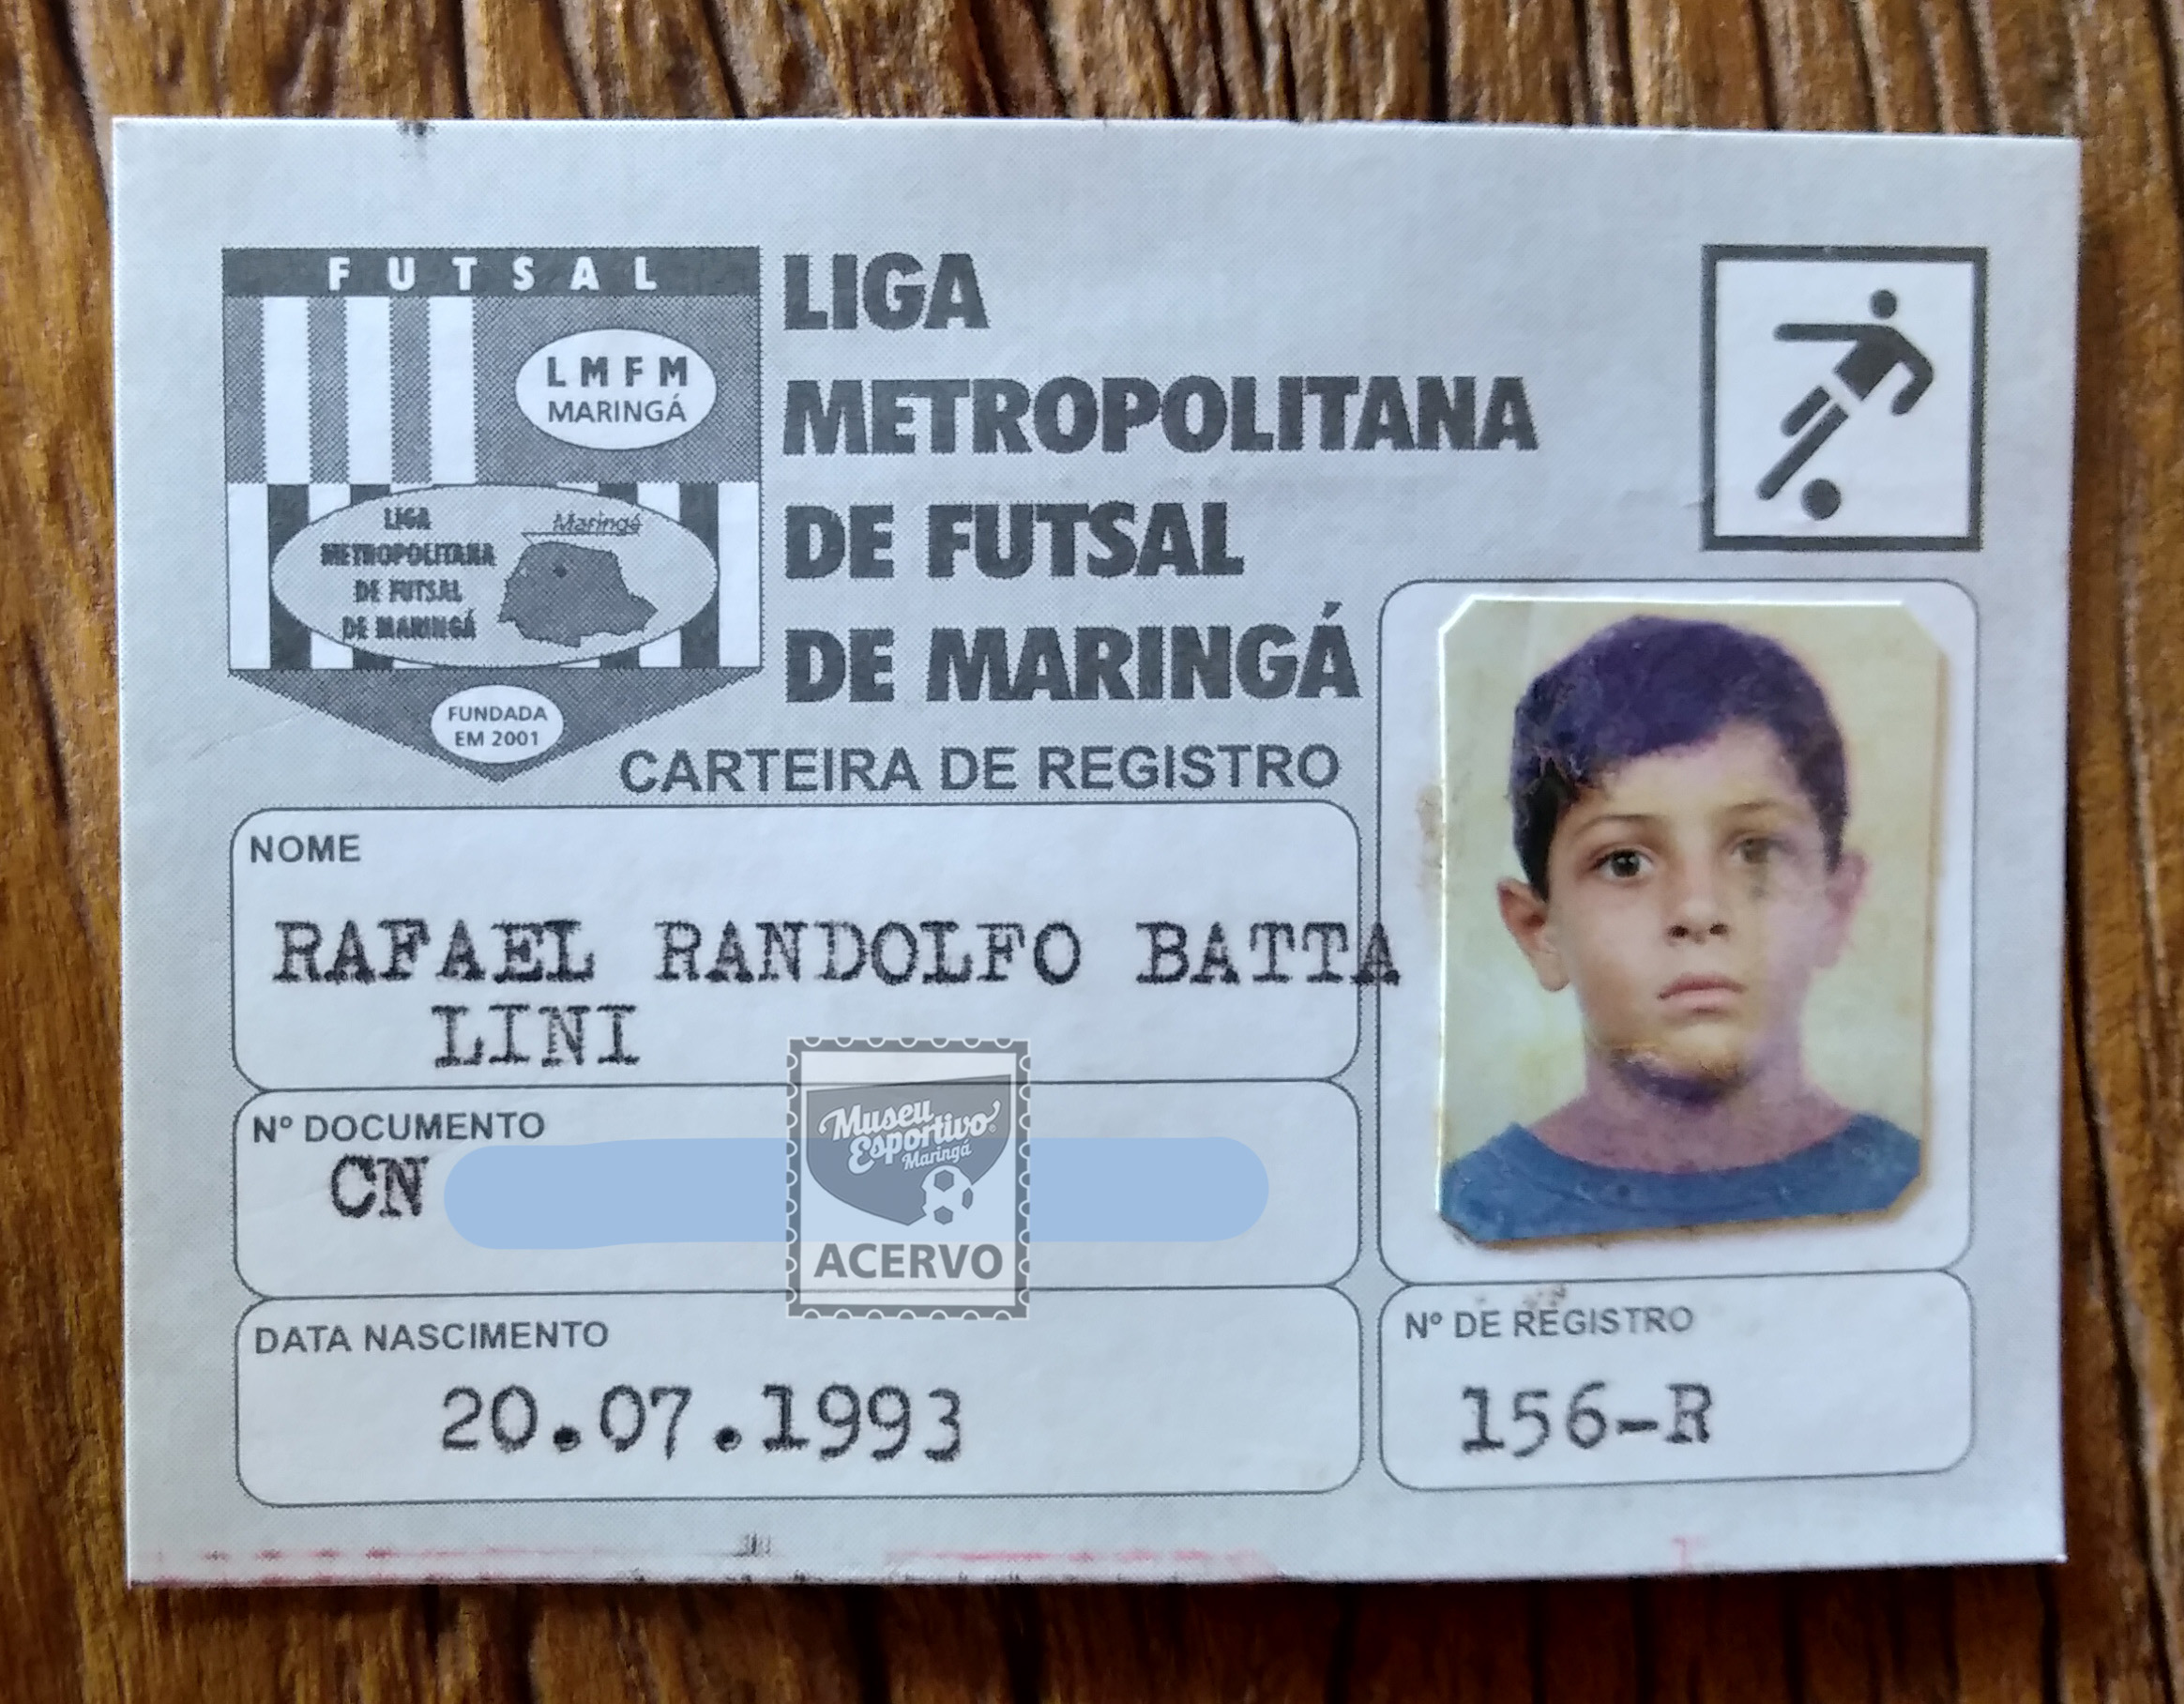 FUTSAL
LMFM
MARINGÁ
LIGA
METROPOLITANA
DE FUTSAL
DE MARINGÁ
Maringá
FUNDADA
EM 2001
LIGA
METROPOLITANA
DE FUTSAL
DE MARINGÁ
CARTEIRA DE REGISTRO
NOME
RAFAEL RANDOLFO BATTA
LINI
Nº DOCUMENTO
CN
Museu
Esportivo
Maringá
ACERVO
DATA NASCIMENTO
20.07.1993
Nº DE REGISTRO
156-R